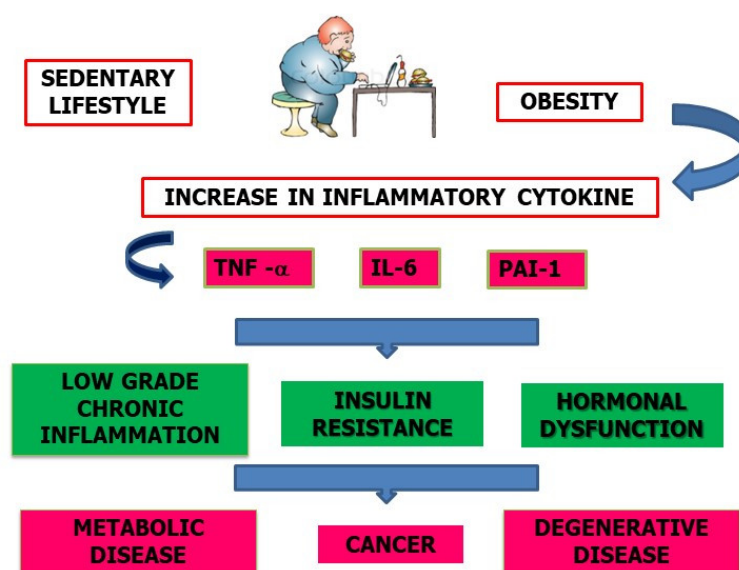 SEDENTARY
LIFESTYLE
OBESITY
INCREASE IN INFLAMMATORY CYTOKINE
TNF -α
IL-6
PAI-1
LOW GRADE
CHRONIC
INFLAMMATION
INSULIN
RESISTANCE
HORMONAL
DYSFUNCTION
METABOLIC
DISEASE
CANCER
DEGENERATIVE
DISEASE